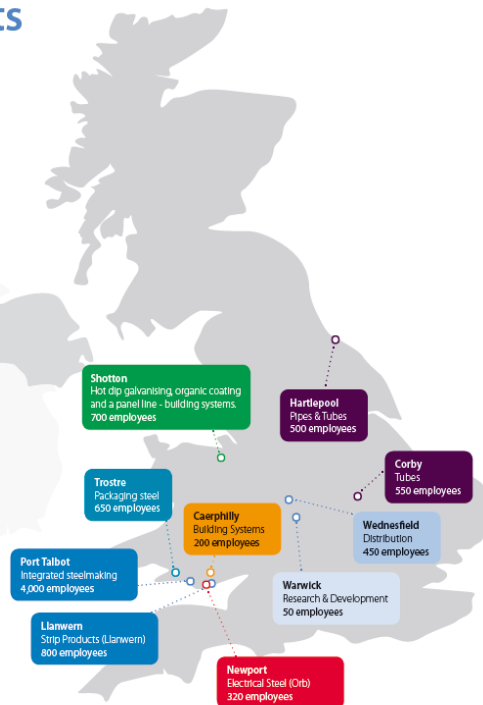 ts
Shotton
Hot dip galvanising, organic coating
and a panel line - building systems.
700 employees
Hartlepool
Pipes & Tubes
500 employees
Corby
Tubes
550 employees
Trostre
Packaging steel
650 employees
Caerphilly
Building Systems
200 employees
Wednesfield
Distribution
450 employees
Port Talbot
Integrated steelmaking
4,000 employees
Warwick
Research & Development
50 employees
Llanwern
Strip Products (Llanwern)
800 employees
Newport
Electrical Steel (Orb)
320 employees